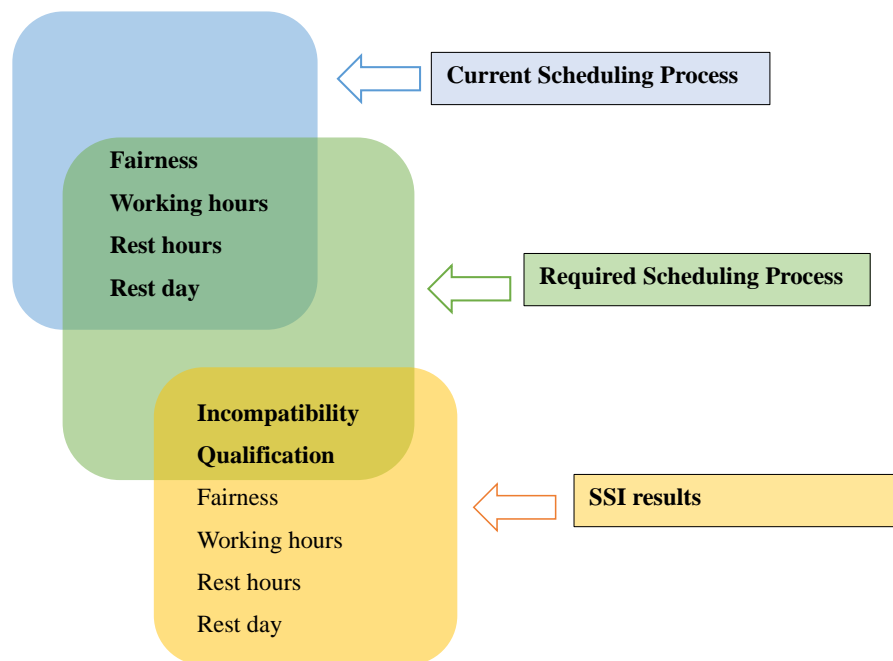 Current Scheduling Process
Fairness
Working hours
Rest hours
Rest day
Required Scheduling Process
Incompatibility
Qualification
Fairness
Working hours
Rest hours
Rest day
SSI results